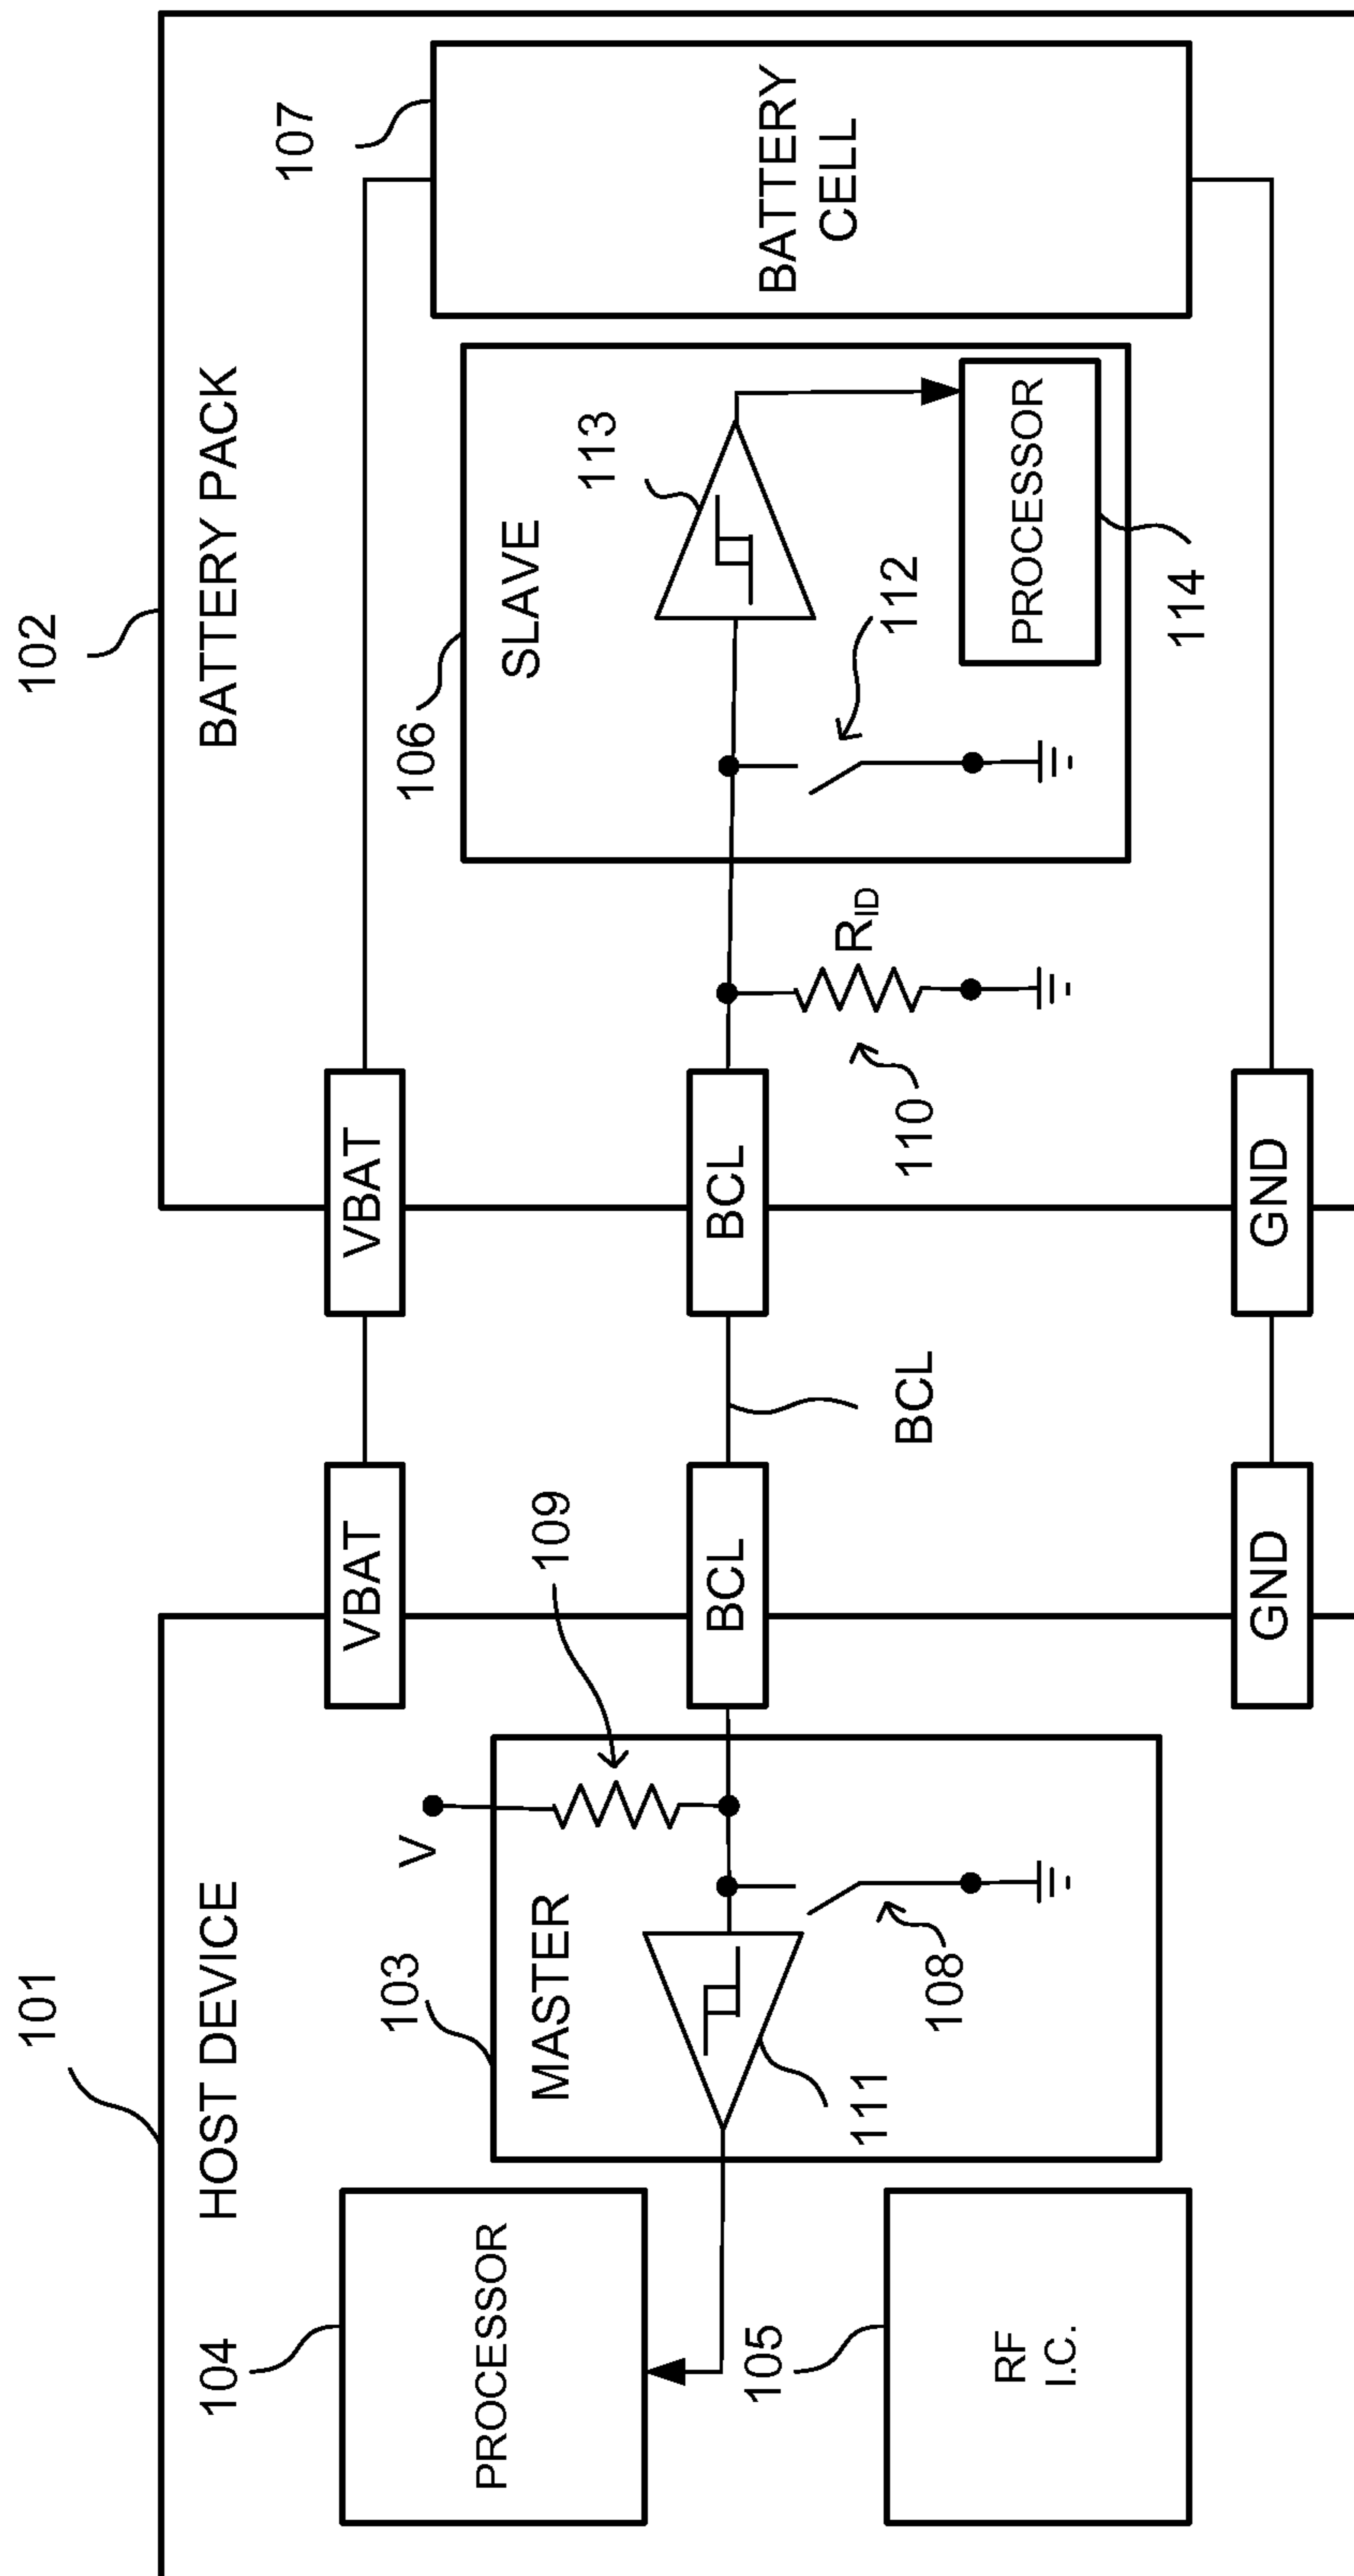 101
HOST DEVICE
104
PROCESSOR
105
RF
I.C.
103
MASTER
V
109
111
108
VBAT
BCL
GND
BCL
102
BATTERY PACK
VBAT
BCL
GND
110
RID
106
SLAVE
112
113
PROCESSOR
114
107
BATTERY
CELL